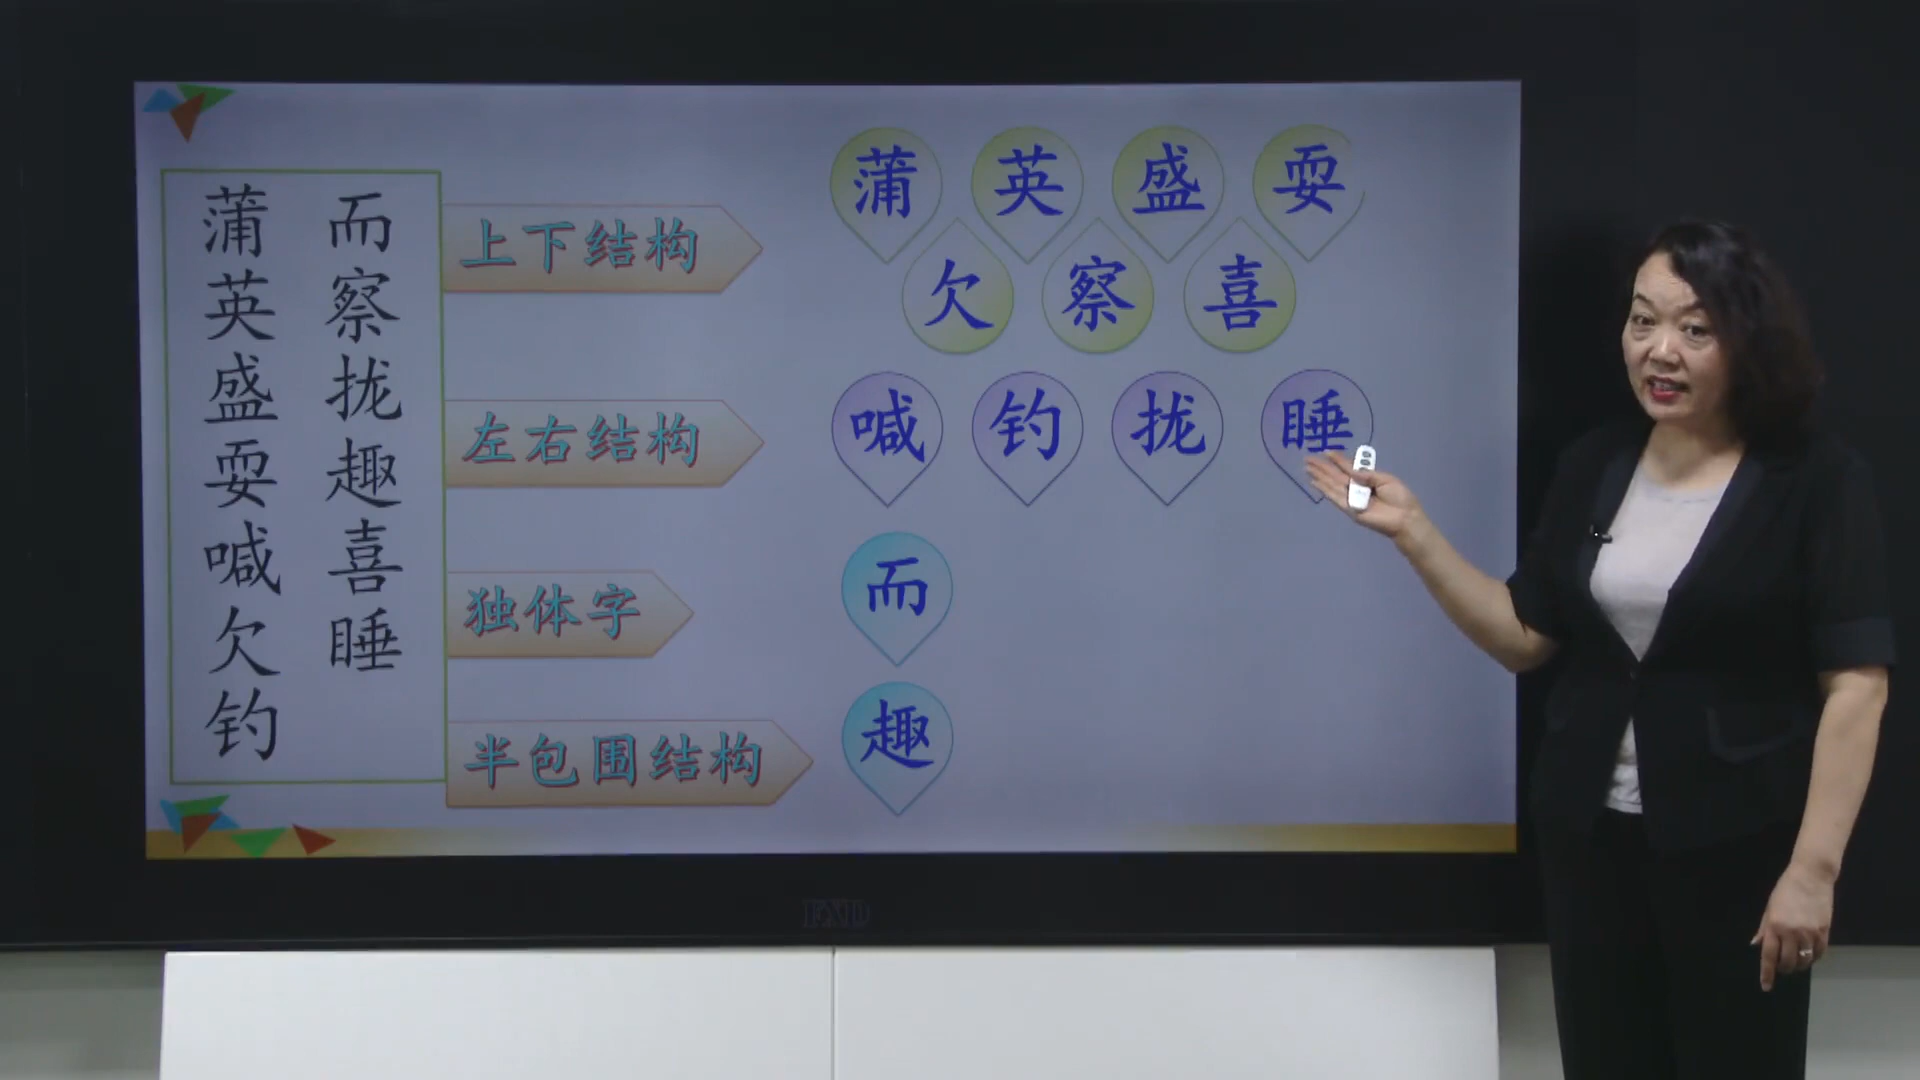 蒲 而
英 察
盛 拢
耍 趣
喊 喜
欠 睡
钓
上下结构
蒲 英 盛 耍
欠 察 喜
左右结构
喊 钓 拢 睡
独体字
而
半包围结构
趣